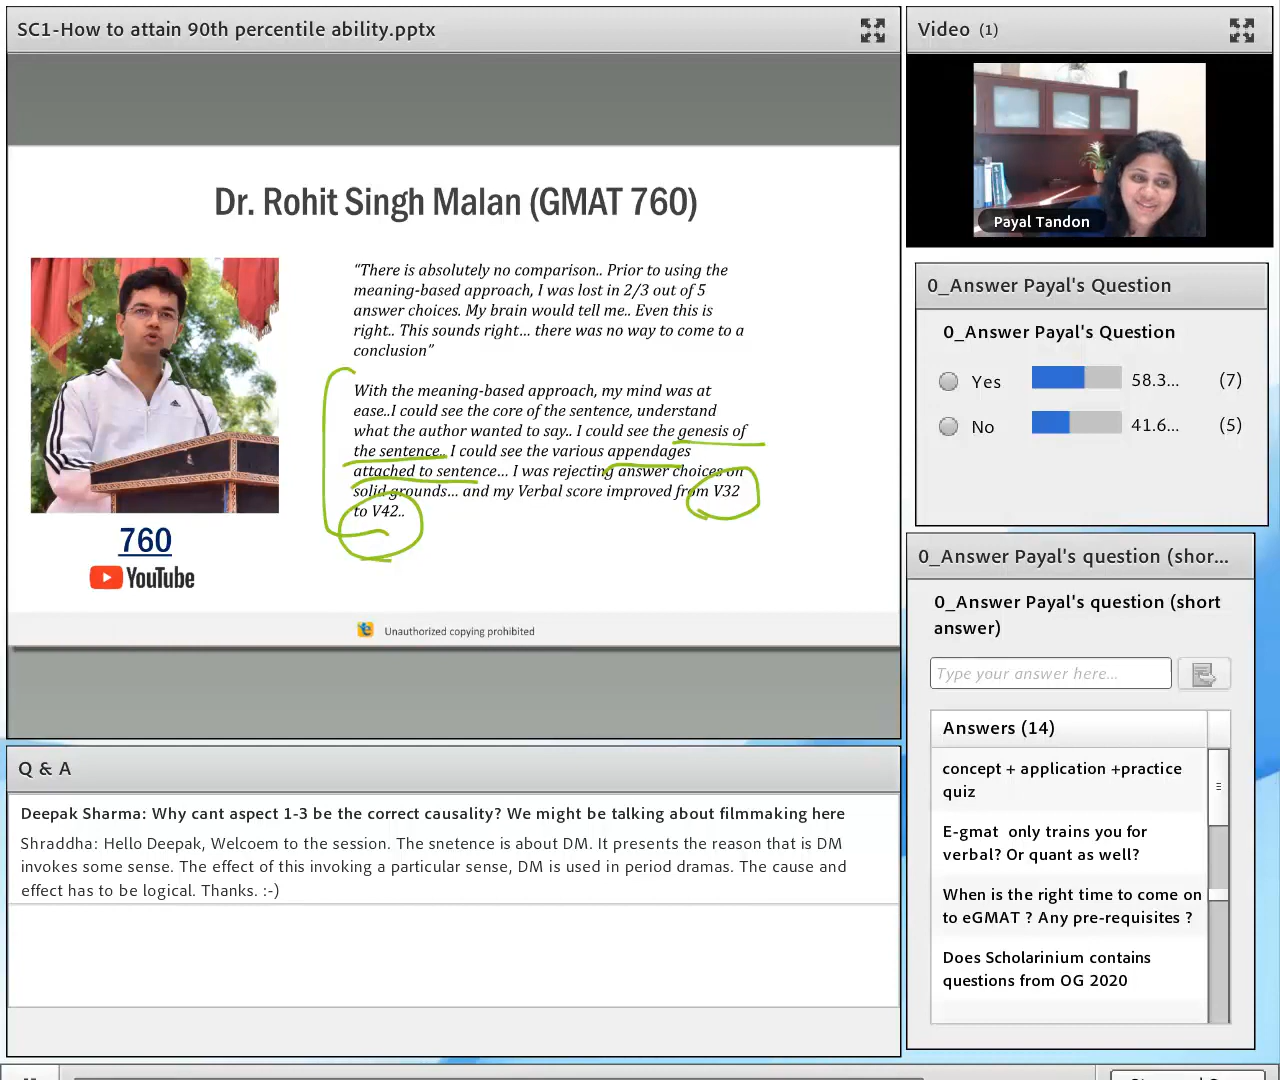 SC1-How to attain 90th percentile ability.pptx
Dr. Rohit Singh Malan (GMAT 760)
“There is absolutely no comparison.. Prior to using the
meaning-based approach, I was lost in 2/3 out of 5
answer choices. My brain would tell me.. Even this is
right.. This sounds right... there was no way to come to a
conclusion”
With the meaning-based approach, my mind was at
ease..I could see the core of the sentence, understand
what the author wanted to say.. I could see the genesis of
the sentence.. I could see the various appendages
attached to sentence... I was rejecting answer choices on
solid grounds... and my Verbal score improved from V32
to V42..
760
YouTube
Unauthorized copying prohibited
Q & A
Deepak Sharma: Why cant aspect 1-3 be the correct causality? We might be talking about filmmaking here
Shraddha: Hello Deepak, Welcoem to the session. The snetence is about DM. It presents the reason that is DM
invokes some sense. The effect of this invoking a particular sense, DM is used in period dramas. The cause and
effect has to be logical. Thanks. :-)
Video (1)
Payal Tandon
0_Answer Payal's Question
0_Answer Payal's Question
Yes 58.3... (7)
No 41.6... (5)
0_Answer Payal's question (shor...
0_Answer Payal's question (short
answer)
Type your answer here...
Answers (14)
concept + application +practice
quiz
E-gmat only trains you for
verbal? Or quant as well?
When is the right time to come on
to eGMAT ? Any pre-requisites ?
Does Scholarinium contains
questions from OG 2020